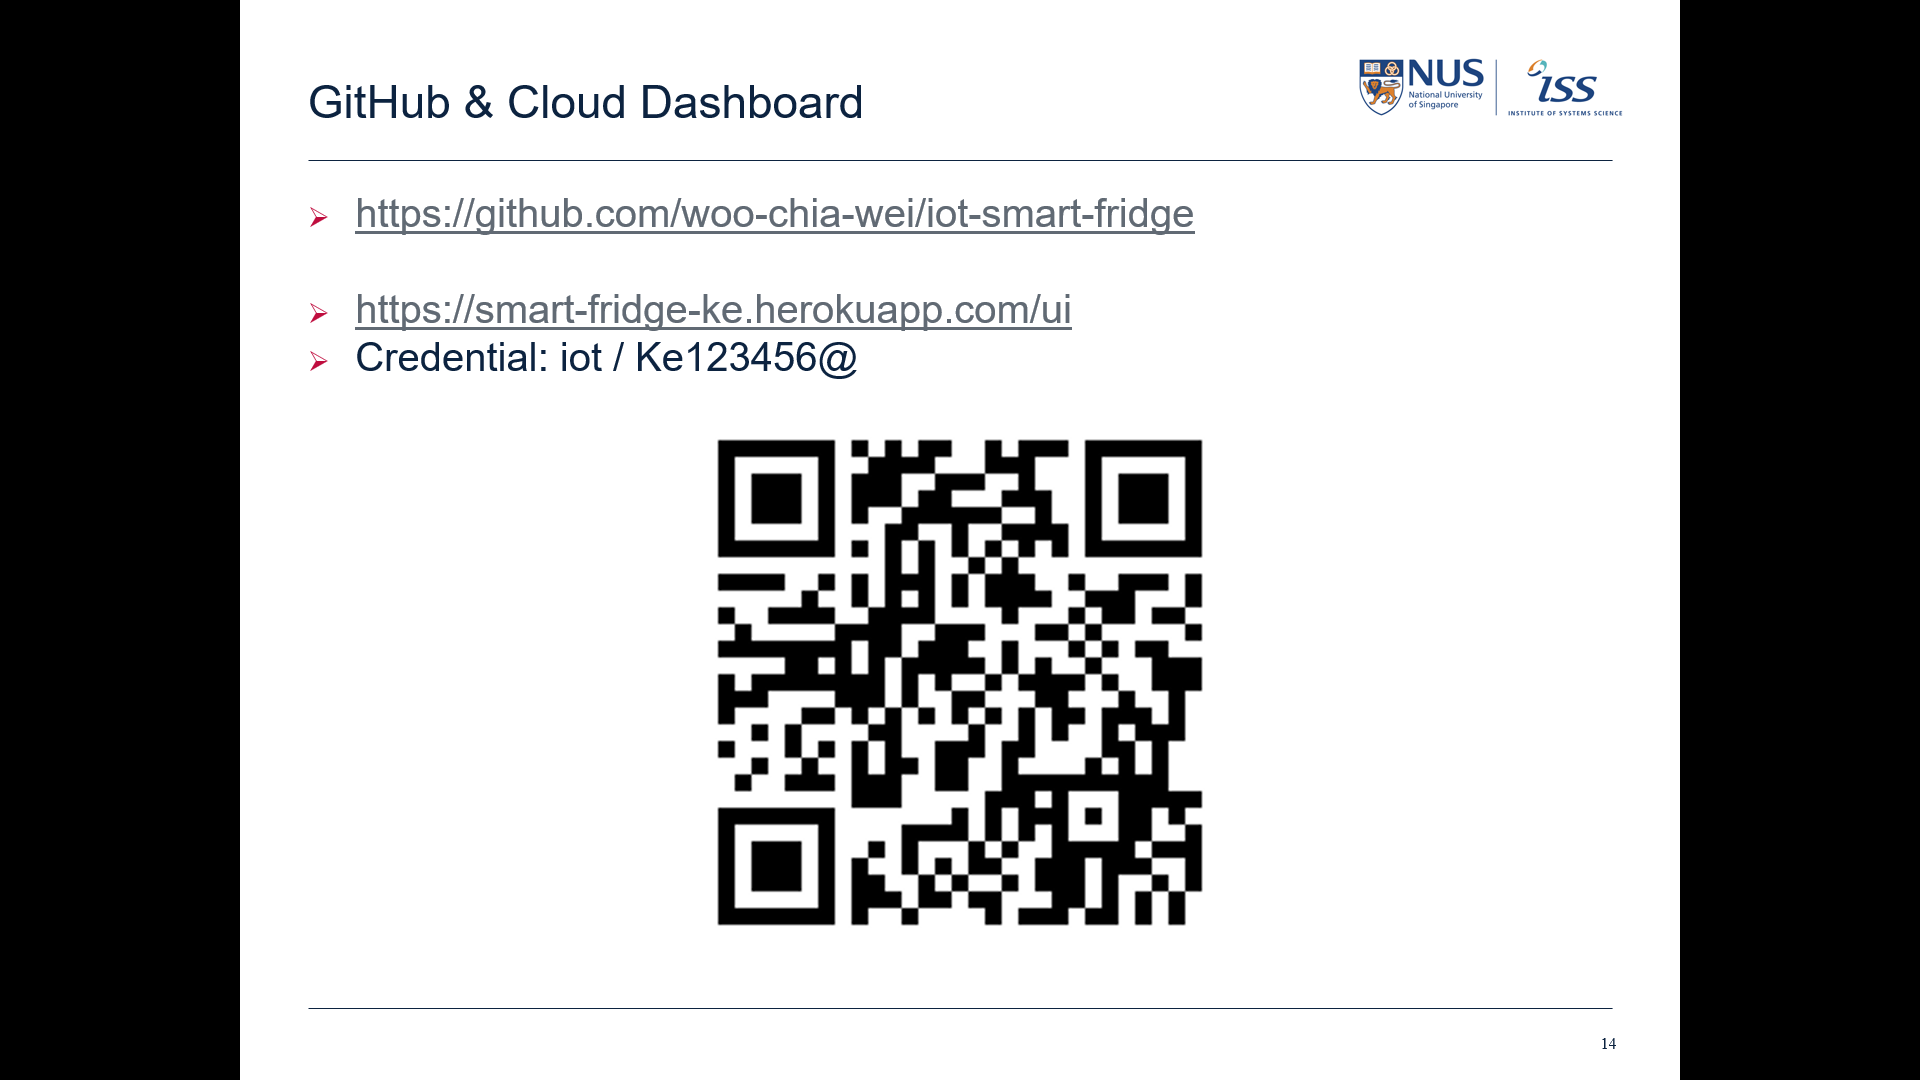 GitHub & Cloud Dashboard
NUS
National University
of Singapore
iss
INSTITUTE OF SYSTEMS SCIENCE
https://github.com/woo-chia-wei/iot-smart-fridge
https://smart-fridge-ke.herokuapp.com/ui
Credential: iot / Ke123456@
14